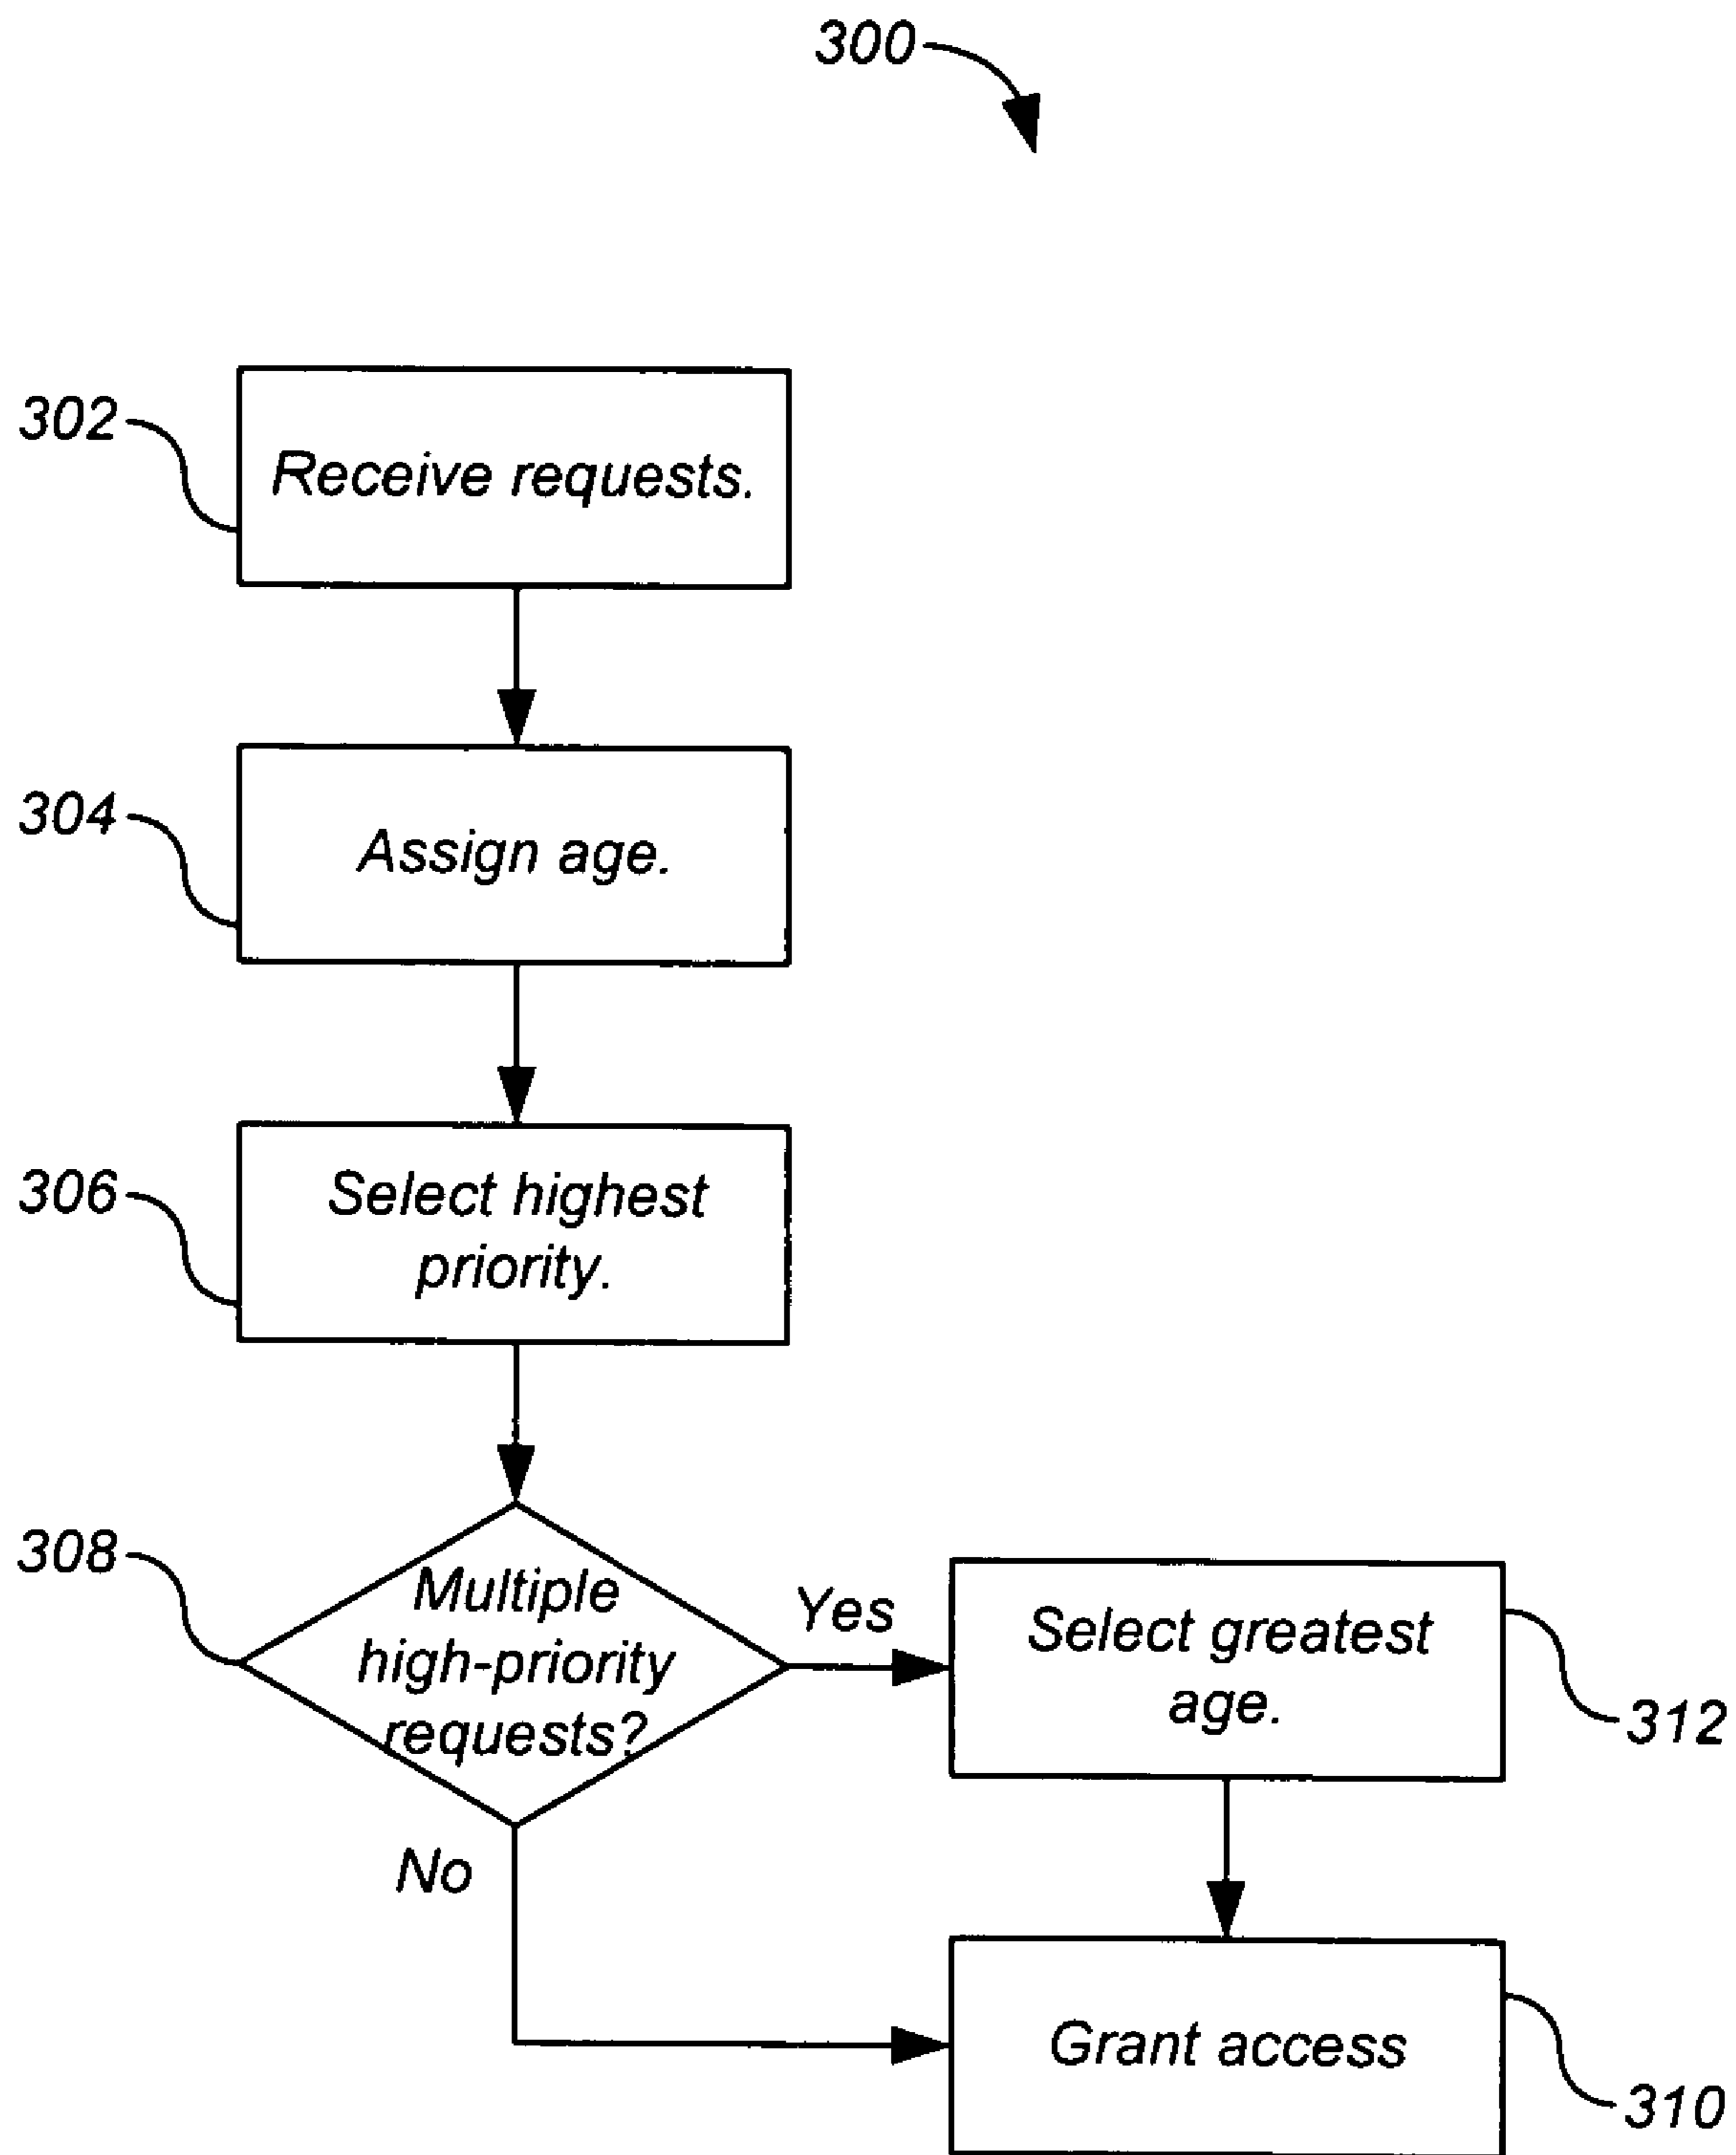 300
302
Receive requests.
304
Assign age.
306
Select highest
priority.
308
Multiple
high-priority
requests?
Yes
No
Select greatest
age.
312
Grant access
310